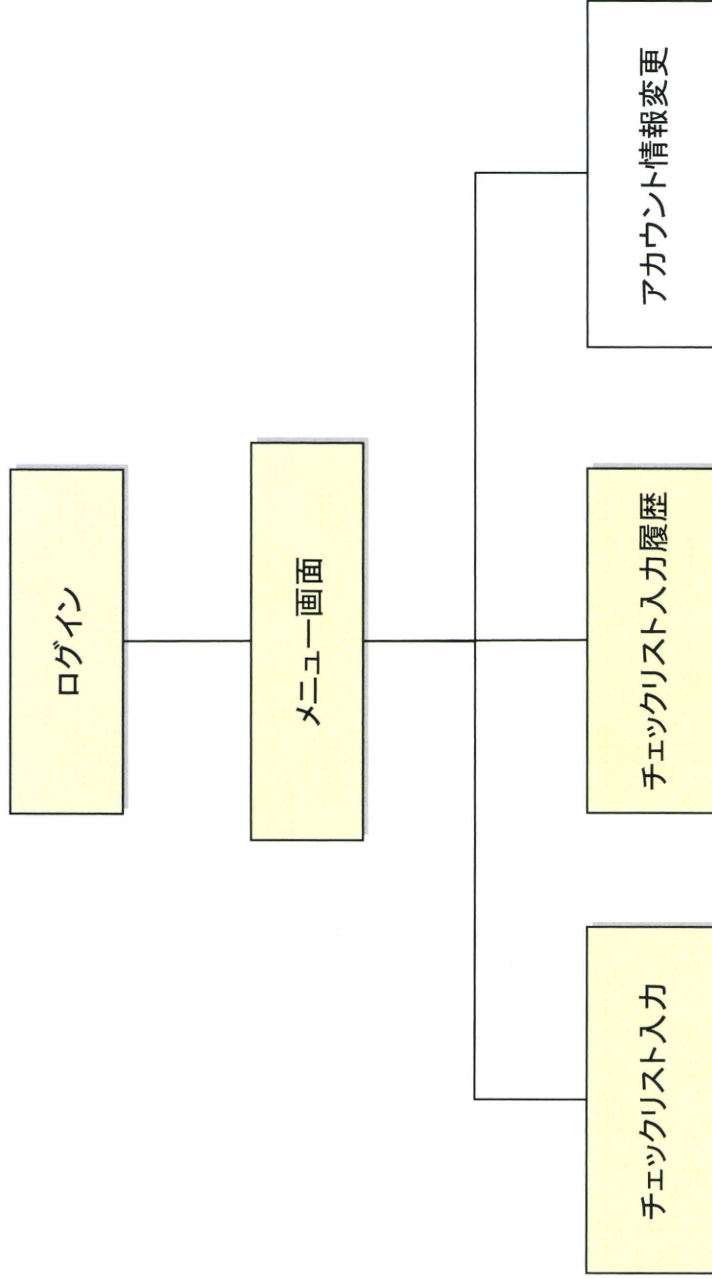 ログイン
メニュー画面
チェックリスト入力
チェックリスト入力履歴
アカウント情報変更